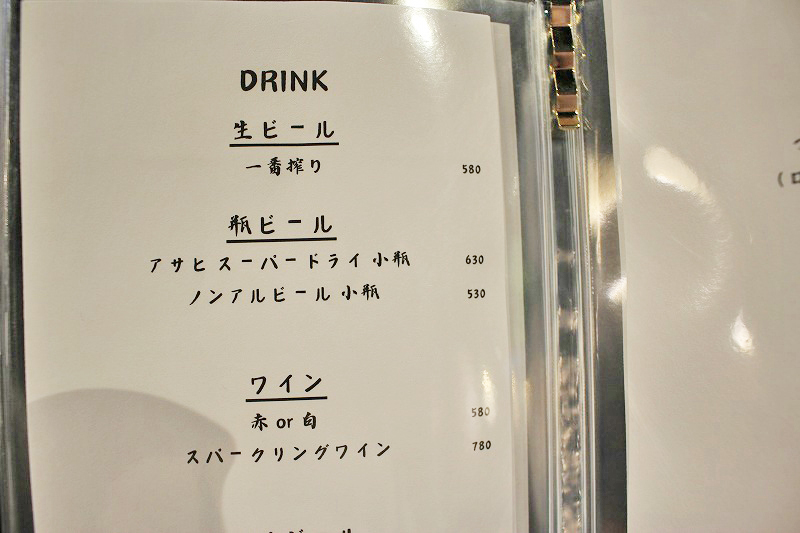 DRINK
生ビール
一番搾り 580
瓶ビール
アサヒスーパードライ 小瓶 630
ノンアルビール 小瓶 530
ワイン
赤 or 白 580
スパークリングワイン 780